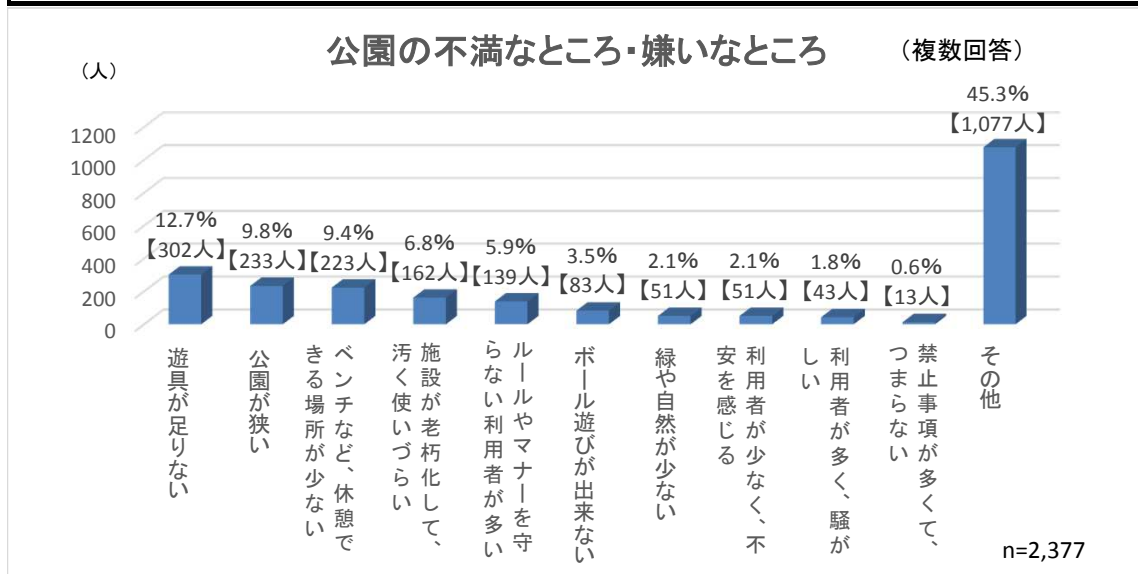 公園の不満なところ・嫌いなところ
（複数回答）
（人）
1200
1000
800
600
400
200
0
12.7%
【302人】
9.8%
【233人】
9.4%
【223人】
6.8%
【162人】
5.9%
【139人】
3.5%
【83人】
2.1%
【51人】
2.1%
【51人】
1.8%
【43人】
0.6%
【13人】
45.3%
【1,077人】
遊具が足りない
公園が狭い
ベンチなど、休憩で
きる場所が少ない
施設が老朽化して、
汚く使いづらい
ルールやマナーを守
らない利用者が多い
ボール遊びが出来ない
緑や自然が少ない
利用者が少なく、不
安を感じる
利用者が多く、騒が
しい
禁止事項が多くて、
つまらない
その他
n=2,377